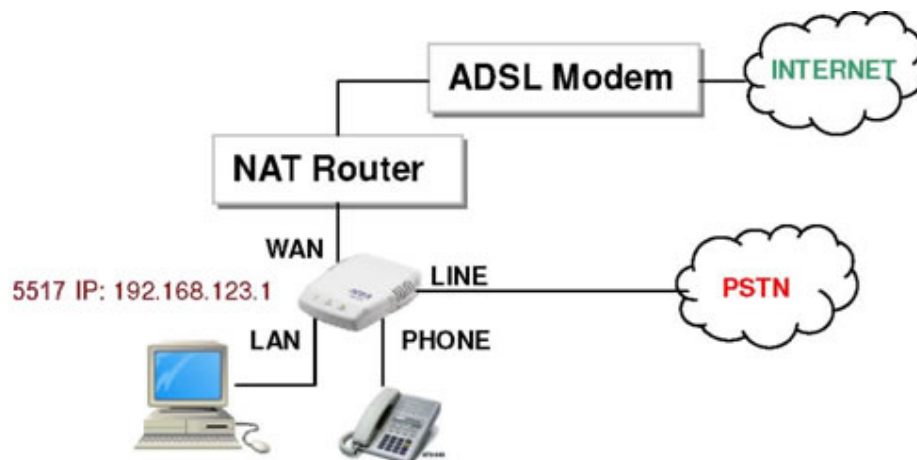 ADSL Modem
INTERNET
NAT Router
WAN
5517 IP: 192.168.123.1
LINE
PSTN
LAN
PHONE